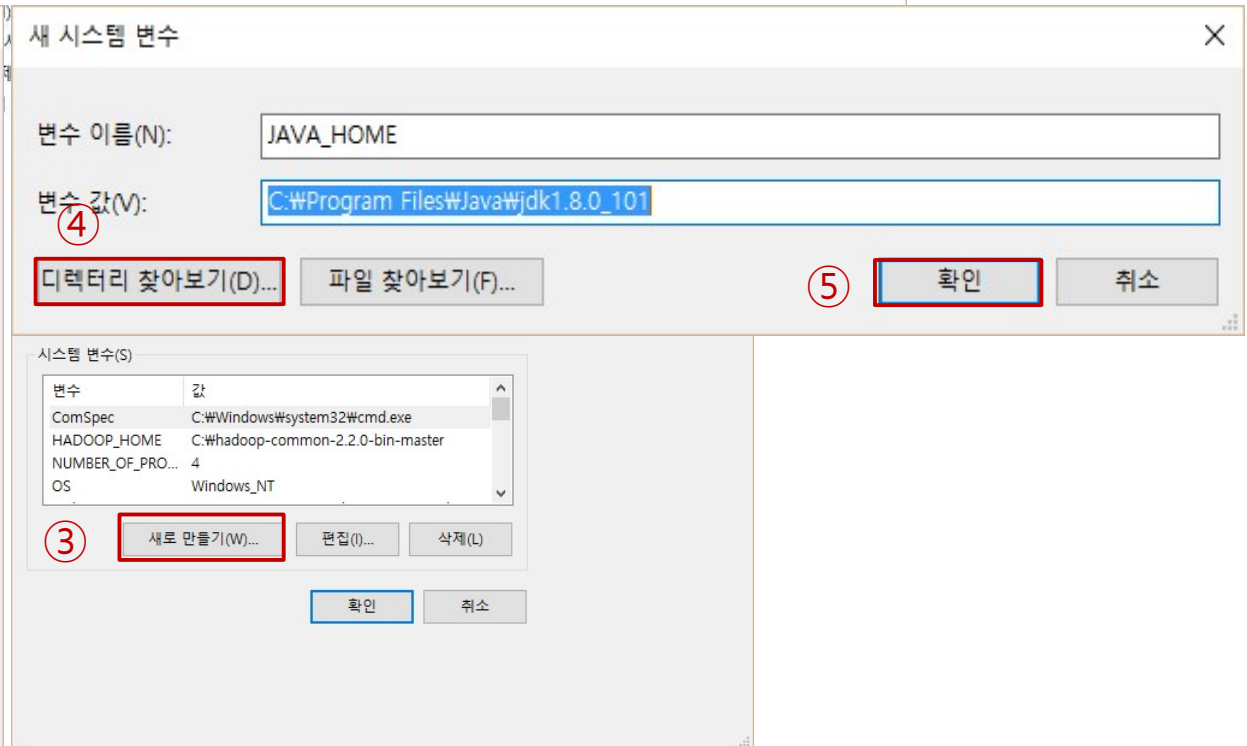 새 시스템 변수
변수 이름(N):
JAVA_HOME
변수 값(V):
C:₩Program Files₩Java₩jdk1.8.0_101
④
디렉터리 찾아보기(D)...
파일 찾아보기(F)...
⑤
확인
취소
시스템 변수(S)
변수 값
ComSpec C:₩Windows₩system32₩cmd.exe
HADOOP_HOME C:₩hadoop-common-2.2.0-bin-master
NUMBER_OF_PRO... 4
OS Windows_NT
③
새로 만들기(W)...
편집(I)...
삭제(L)
확인
취소